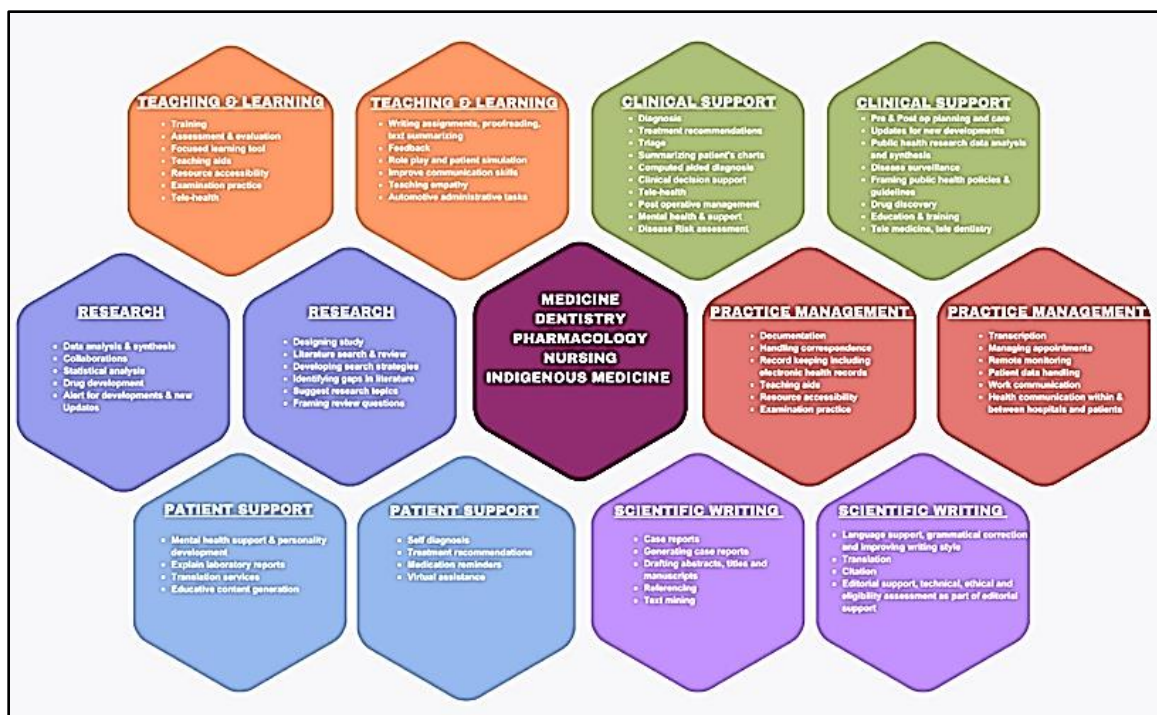 TEACHING & LEARNING
Training
Assessment & evaluation
Focused learning tool
Teaching aids
Resource accessibility
Examination practice
Tele-health
TEACHING & LEARNING
Writing assignments, proofreading,
text summarizing
Feedback
Role play and patient simulation
Improve communication skills
Teaching empathy
Automotive administrative tasks
CLINICAL SUPPORT
Diagnosis
Treatment recommendations
Triage
Summarizing patient's charts
Computed aided diagnosis
Clinical decision support
Tele-health
Post operative management
Mental health & support
Disease Risk assessment
CLINICAL SUPPORT
Pre & Post op planning and care
Updates for new developments
Public health research data analysis
and synthesis
Disease surveillance
Framing public health policies &
guidelines
Drug discovery
Education & training
Tele medicine, tele dentistry
RESEARCH
Data analysis & synthesis
Collaborations
Statistical analysis
Drug development
Alert for developments & new
Updates
RESEARCH
Designing study
Literature search & review
Developing search strategies
Identifying gaps in literature
Suggest research topics
Framing review questions
MEDICINE
DENTISTRY
PHARMACOLOGY
NURSING
INDIGENOUS MEDICINE
PRACTICE MANAGEMENT
Documentation
Handling correspondence
Record keeping including
electronic health records
Teaching aids
Resource accessibility
Examination practice
PRACTICE MANAGEMENT
Transcription
Managing appointments
Remote monitoring
Patient data handling
Work communication
Health communication within &
between hospitals and patients
PATIENT SUPPORT
Mental health support & personality
development
Explain laboratory reports
Translation services
Educative content generation
PATIENT SUPPORT
Self diagnosis
Treatment recommendations
Medication reminders
Virtual assistance
SCIENTIFIC WRITING
Case reports
Generating case reports
Drafting abstracts, titles and
manuscripts
Referencing
Text mining
SCIENTIFIC WRITING
Language support, grammatical correction
and improving writing style
Translation
Citation
Editorial support, technical, ethical and
eligibility assessment as part of editorial
support